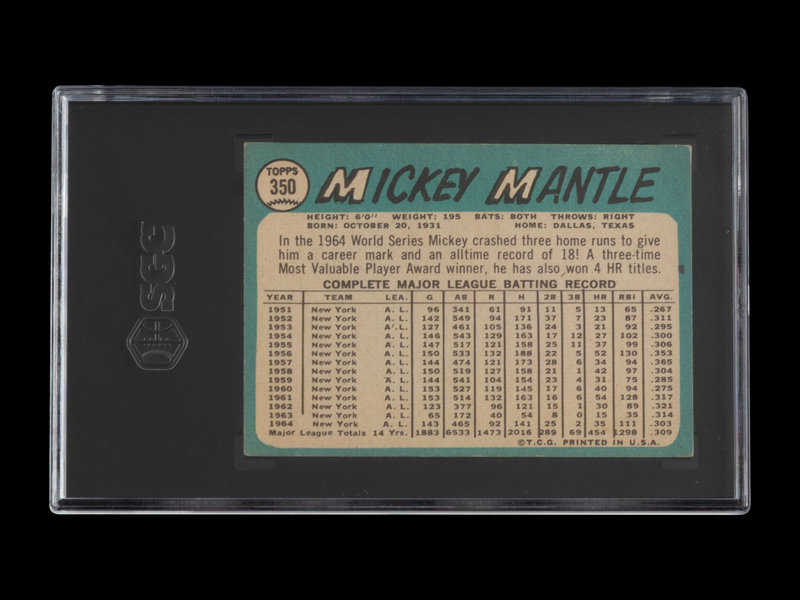 TOPPS
350
MICKEY MANTLE
HEIGHT: 6'0" WEIGHT: 195 BATS: BOTH THROWS: RIGHT
BORN: OCTOBER 20, 1931 HOME: DALLAS, TEXAS
In the 1964 World Series Mickey crashed three home runs to give
him a career mark and an alltime record of 18! A three-time
Most Valuable Player Award winner, he has also won 4 HR titles.
COMPLETE MAJOR LEAGUE BATTING RECORD
YEAR TEAM LEA. G AB R H 2B 3B HR RBI AVG.
1951 New York A. L. 96 341 61 91 11 5 13 65 .267
1952 New York A. L. 142 549 94 171 37 7 23 87 .311
1953 New York A. L. 127 461 105 136 24 3 21 92 .295
1954 New York A. L. 146 543 129 163 17 12 27 102 .300
1955 New York A. L. 147 517 121 158 25 11 37 99 .306
1956 New York A. L. 150 533 132 188 22 5 52 130 .353
1957 New York A. L. 144 474 121 173 28 6 34 94 .365
1958 New York A. L. 150 519 127 158 21 1 42 97 .304
1959 New York A. L. 144 541 104 154 23 4 31 75 .285
1960 New York A. L. 153 527 119 145 17 6 40 94 .275
1961 New York A. L. 153 514 132 163 16 6 54 128 .317
1962 New York A. L. 123 377 96 121 15 1 30 89 .321
1963 New York A. L. 65 172 40 54 8 0 15 35 .314
1964 New York A. L. 143 465 92 141 25 2 35 111 .303
Major League Totals 14 Yrs. 1883 6533 1473 2016 289 69 454 1298 .309
©T.C.G. PRINTED IN U.S.A.
SGC